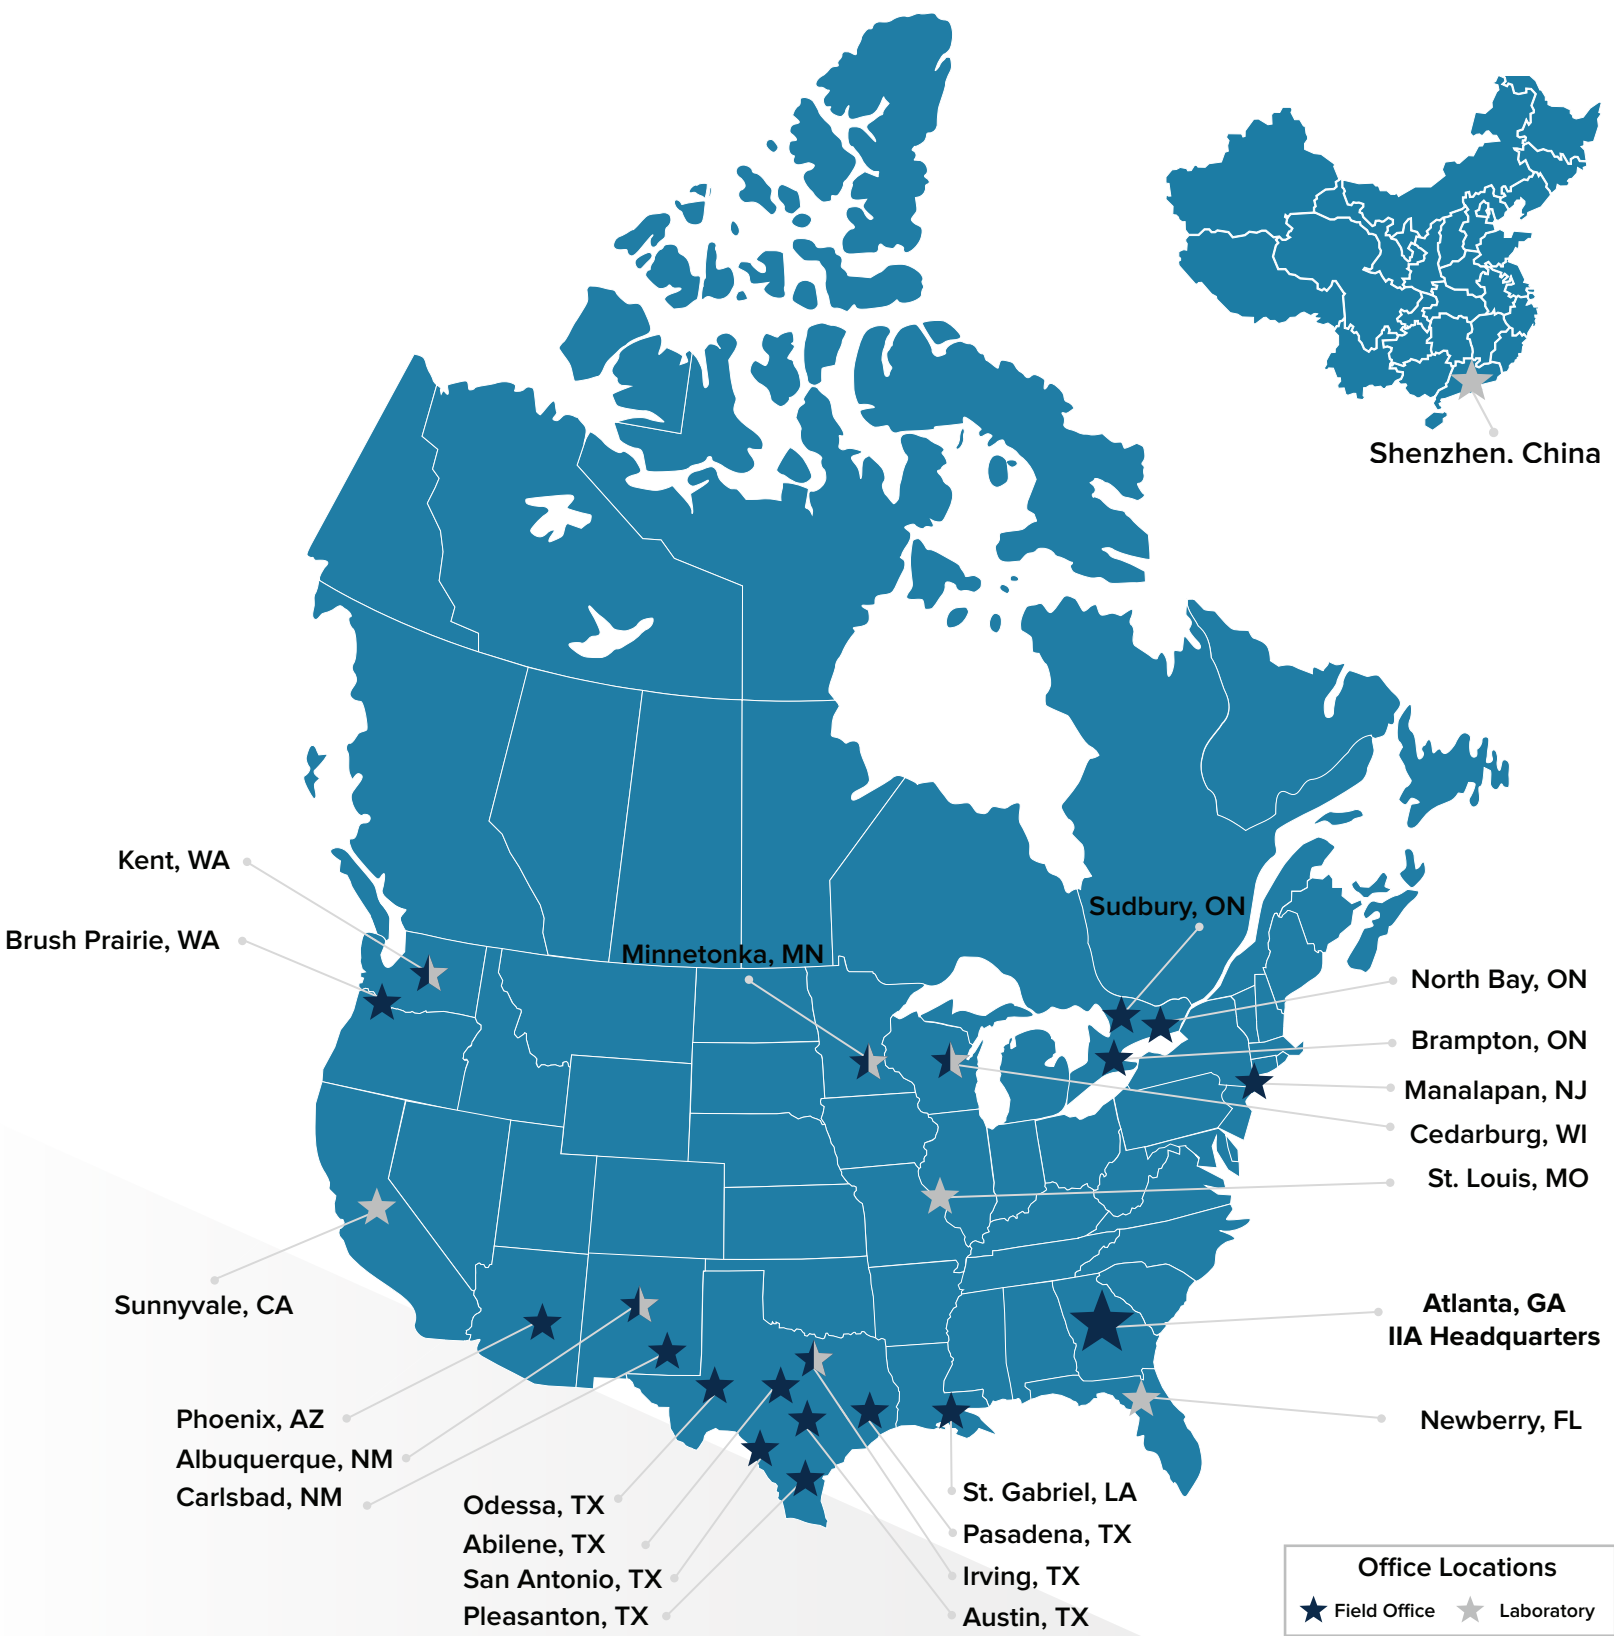 Shenzhen. China
Kent, WA
Brush Prairie, WA
Minnetonka, MN
Sudbury, ON
North Bay, ON
Brampton, ON
Manalapan, NJ
Cedarburg, WI
St. Louis, MO
Sunnyvale, CA
Atlanta, GA
IIA Headquarters
Newberry, FL
Phoenix, AZ
Albuquerque, NM
Carlsbad, NM
Odessa, TX
Abilene, TX
San Antonio, TX
Pleasanton, TX
St. Gabriel, LA
Pasadena, TX
Irving, TX
Austin, TX
Office Locations
Field Office
Laboratory